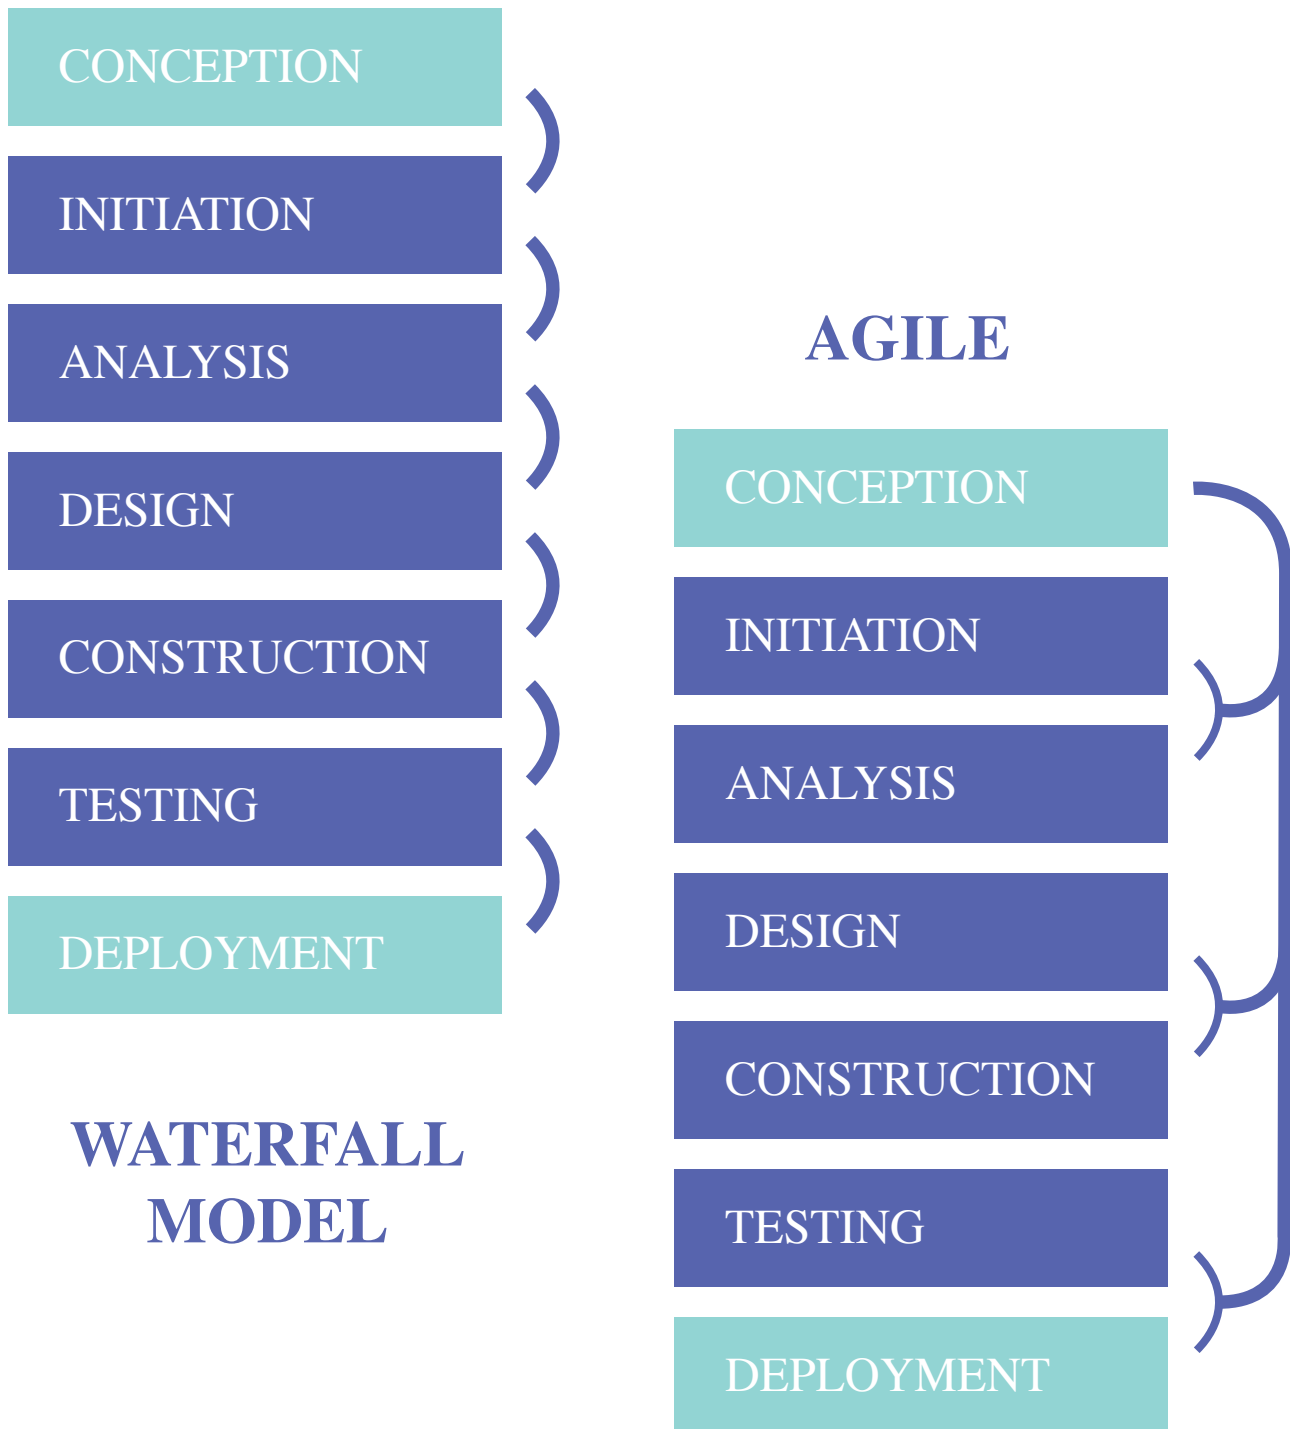 CONCEPTION
INITIATION
ANALYSIS
DESIGN
CONSTRUCTION
TESTING
DEPLOYMENT
WATERFALL
MODEL
AGILE
CONCEPTION
INITIATION
ANALYSIS
DESIGN
CONSTRUCTION
TESTING
DEPLOYMENT